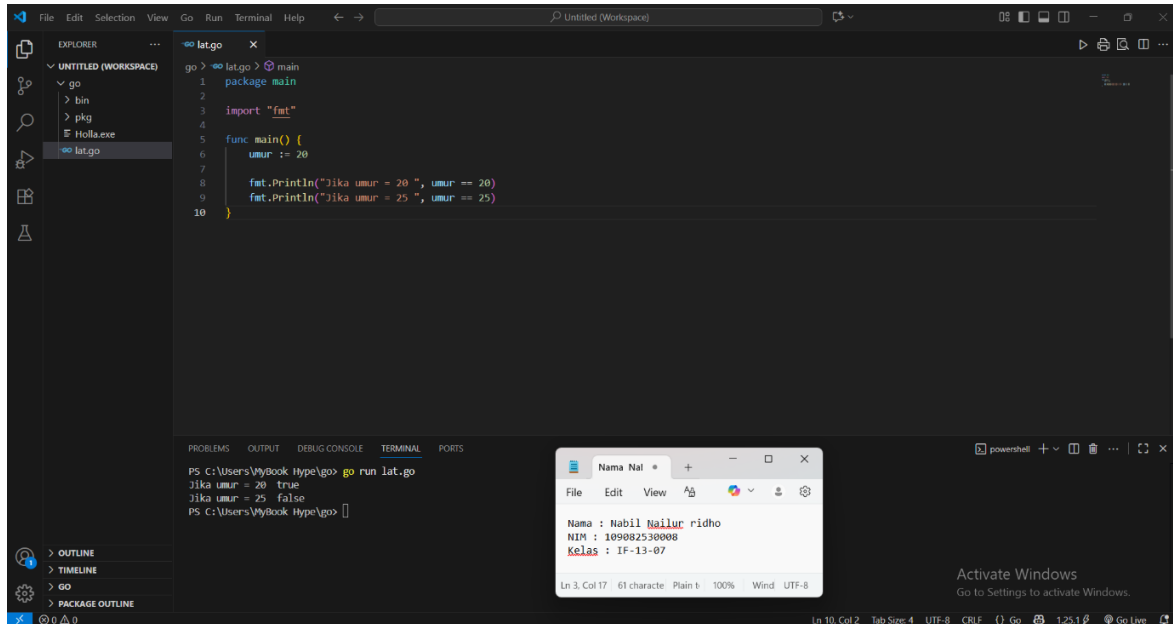 File Edit Selection View Go Run Terminal Help
Untitled (Workspace)
EXPLORER
UNTITLED (WORKSPACE)
go
bin
pkg
Holla.exe
lat.go
OUTLINE
TIMELINE
GO
PACKAGE OUTLINE
lat.go
go > lat.go > main
1 package main
2
3 import "fmt"
4
5 func main() {
6 umur := 20
7
8 fmt.Println("Jika umur = 20 ", umur == 20)
9 fmt.Println("Jika umur = 25 ", umur == 25)
10 }
PROBLEMS OUTPUT DEBUG CONSOLE TERMINAL PORTS
powershell
PS C:\Users\MyBook Hype\go> go run lat.go
Jika umur = 20  true
Jika umur = 25  false
PS C:\Users\MyBook Hype\go>
Nama Nal
File Edit View
Nama : Nabil Nailur ridho
NIM : 109082530008
Kelas : IF-13-07
Ln 3, Col 17 61 characte Plain t 100% Wind UTF-8
Activate Windows
Go to Settings to activate Windows.
0 0 Ln 10, Col 2 Tab Size: 4 UTF-8 CRLF {} Go 1.25.1 Go Live